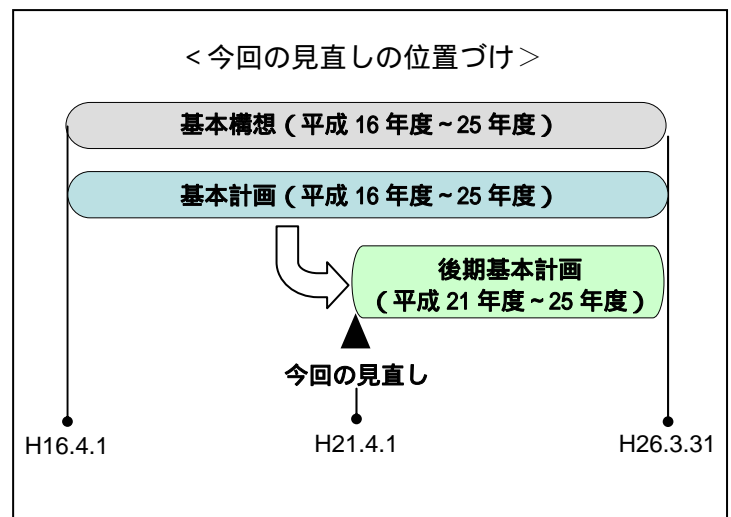 ＜今回の見直しの位置づけ＞
基本構想（平成 16 年度～25 年度）
基本計画（平成 16 年度～25 年度）
後期基本計画
（平成 21 年度～25 年度）
今回の見直し
H16.4.1
H21.4.1
H26.3.31